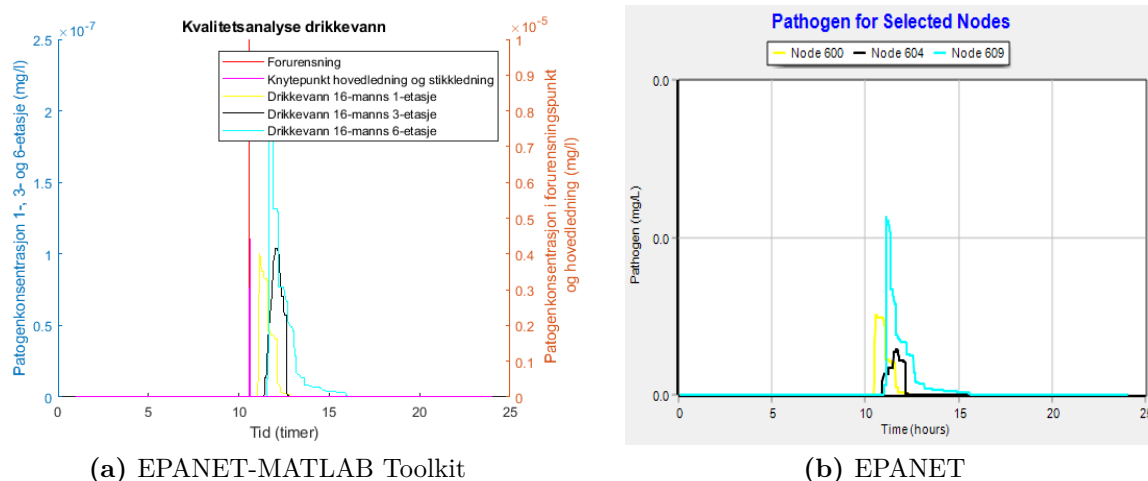 Kvalitetsanalyse drikkevann
×10⁻⁷
×10⁻⁵
2.5
2
1.5
1
0.5
0
Patogenkonsentrasjon 1-, 3- og 6-etasje (mg/l)
Forurensning
Knytepunkt hovedledning og stikkledning
Drikkevann 16-manns 1-etasje
Drikkevann 16-manns 3-etasje
Drikkevann 16-manns 6-etasje
1
0.9
0.8
0.7
0.6
0.5
0.4
0.3
0.2
0.1
0
Patogenkonsentrasjon i forurensningspunkt
og hovedledning (mg/l)
0 5 10 15 20 25
Tid (timer)
(a) EPANET-MATLAB Toolkit
Pathogen for Selected Nodes
Node 600 Node 604 Node 609
0.0
0.0
0.0
Pathogen (mg/L)
0 5 10 15 20 25
Time (hours)
(b) EPANET